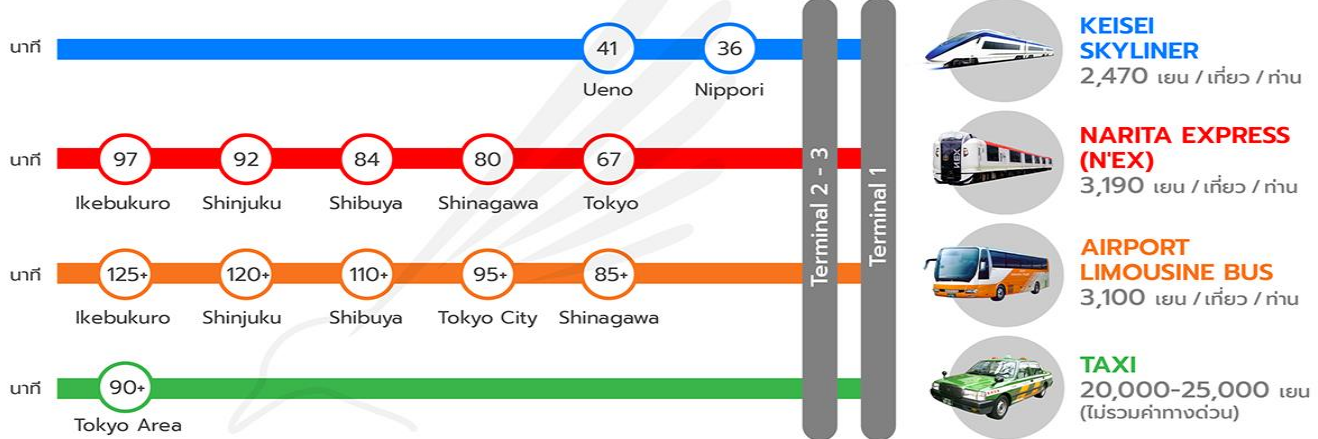 นาที
41
36
Ueno
Nippori
KEISEI
SKYLINER
2,470 เยน / เที่ยว / ท่าน
นาที
97
92
84
80
67
Ikebukuro
Shinjuku
Shibuya
Shinagawa
Tokyo
NARITA EXPRESS
(N'EX)
3,190 เยน / เที่ยว / ท่าน
นาที
125+
120+
110+
95+
85+
Ikebukuro
Shinjuku
Shibuya
Tokyo City
Shinagawa
AIRPORT
LIMOUSINE BUS
3,100 เยน / เที่ยว / ท่าน
นาที
90+
Tokyo Area
TAXI
20,000-25,000 เยน
(ไม่รวมค่าทางด่วน)
Terminal 2 - 3
Terminal 1
NEX